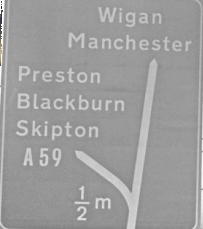 Wigan
Manchester
Preston
Blackburn
Skipton
A59
½ m